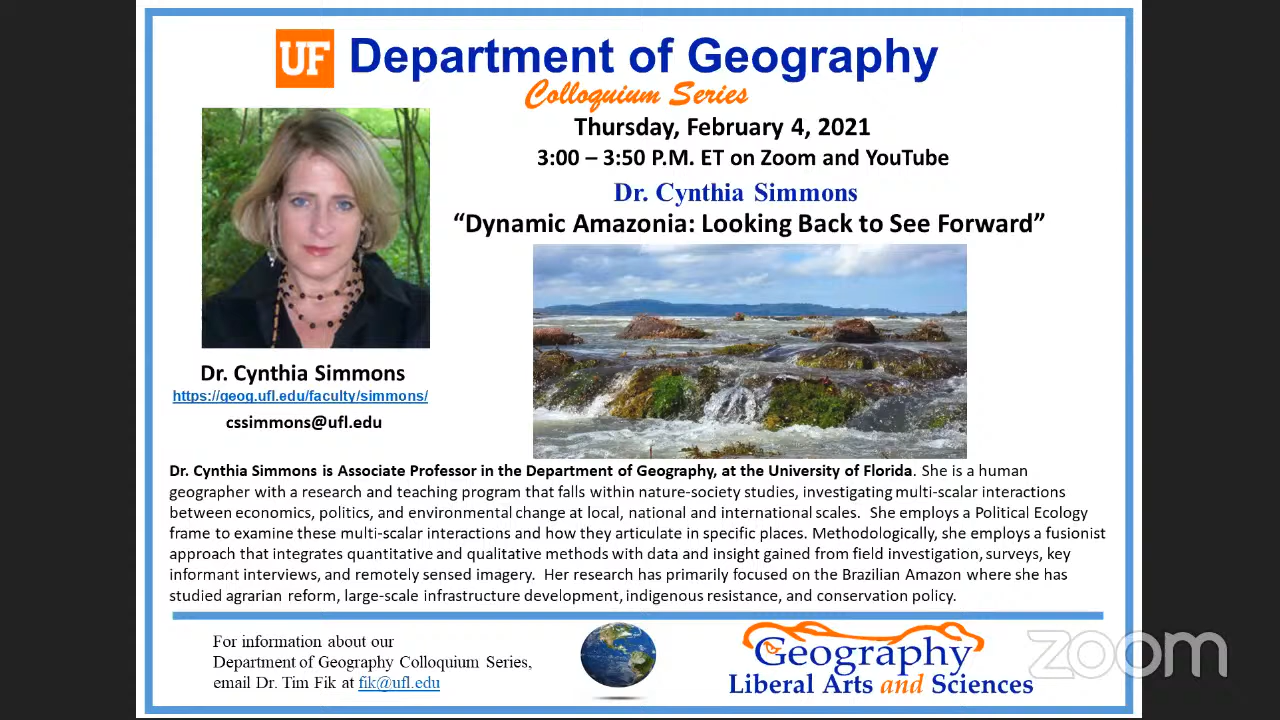 UF Department of Geography
Colloquium Series
Thursday, February 4, 2021
3:00 – 3:50 P.M. ET on Zoom and YouTube
Dr. Cynthia Simmons
“Dynamic Amazonia: Looking Back to See Forward”
Dr. Cynthia Simmons
https://geog.ufl.edu/faculty/simmons/
cssimmons@ufl.edu
Dr. Cynthia Simmons is Associate Professor in the Department of Geography, at the University of Florida. She is a human
geographer with a research and teaching program that falls within nature-society studies, investigating multi-scalar interactions
between economics, politics, and environmental change at local, national and international scales. She employs a Political Ecology
frame to examine these multi-scalar interactions and how they articulate in specific places. Methodologically, she employs a fusionist
approach that integrates quantitative and qualitative methods with data and insight gained from field investigation, surveys, key
informant interviews, and remotely sensed imagery. Her research has primarily focused on the Brazilian Amazon where she has
studied agrarian reform, large-scale infrastructure development, indigenous resistance, and conservation policy.
For information about our
Department of Geography Colloquium Series,
email Dr. Tim Fik at fik@ufl.edu
Geography
Liberal Arts and Sciences
zoom